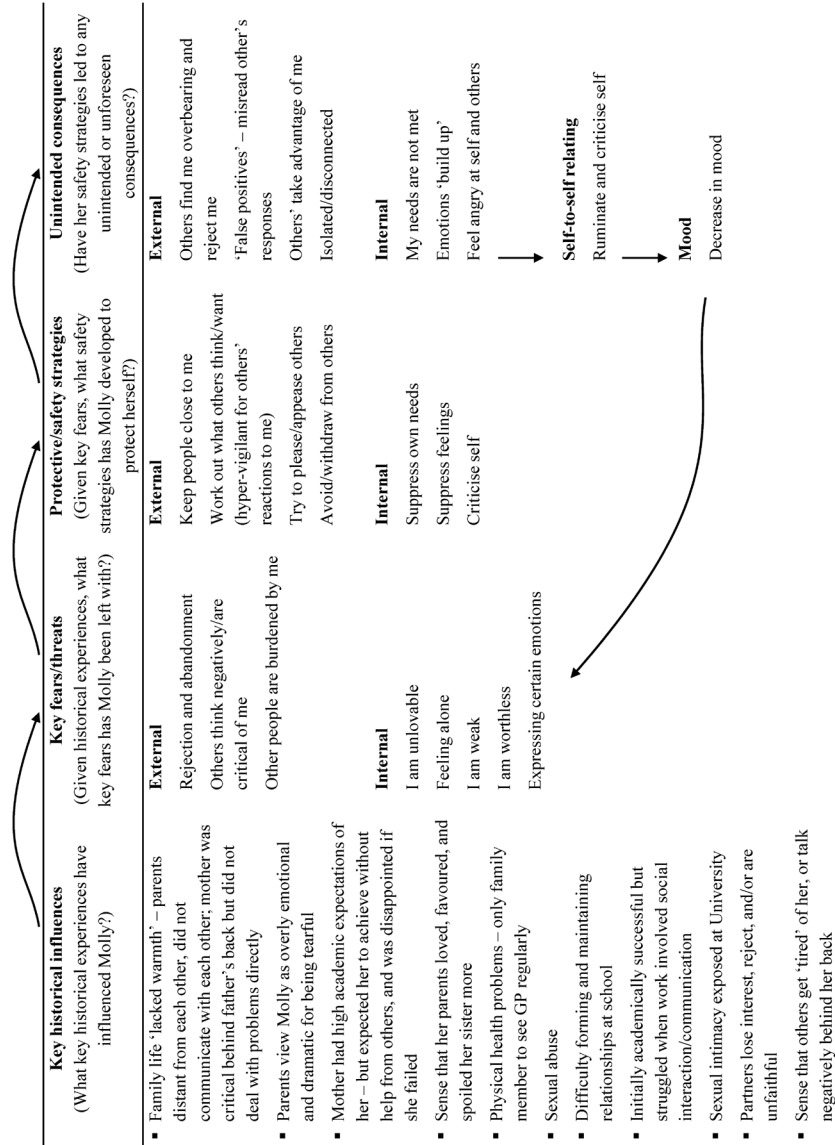 Key historical influences
(What key historical experiences have
influenced Molly?)
▪ Family life ‘lacked warmth’ – parents
distant from each other, did not
communicate with each other; mother was
critical behind father’s back but did not
deal with problems directly
▪ Parents view Molly as overly emotional
and dramatic for being tearful
▪ Mother had high academic expectations of
her – but expected her to achieve without
help from others, and was disappointed if
she failed
▪ Sense that her parents loved, favoured, and
spoiled her sister more
▪ Physical health problems – only family
member to see GP regularly
▪ Sexual abuse
▪ Difficulty forming and maintaining
relationships at school
▪ Initially academically successful but
struggled when work involved social
interaction/communication
▪ Sexual intimacy exposed at University
▪ Partners lose interest, reject, and/or are
unfaithful
▪ Sense that others get ‘tired’ of her, or talk
negatively behind her back
Key fears/threats
(Given historical experiences, what
key fears has Molly been left with?)
External
Rejection and abandonment
Others think negatively/are
critical of me
Other people are burdened by me
Internal
I am unlovable
Feeling alone
I am weak
I am worthless
Expressing certain emotions
Protective/safety strategies
(Given key fears, what safety
strategies has Molly developed to
protect herself?)
External
Keep people close to me
Work out what others think/want
(hyper-vigilant for others’
reactions to me)
Try to please/appease others
Avoid/withdraw from others
Internal
Suppress own needs
Suppress feelings
Criticise self
Unintended consequences
(Have her safety strategies led to any
unintended or unforeseen
consequences?)
External
Others find me overbearing and
reject me
‘False positives’ – misread other’s
responses
Others’ take advantage of me
Isolated/disconnected
Internal
My needs are not met
Emotions ‘build up’
Feel angry at self and others
Self-to-self relating
Ruminate and criticise self
Mood
Decrease in mood